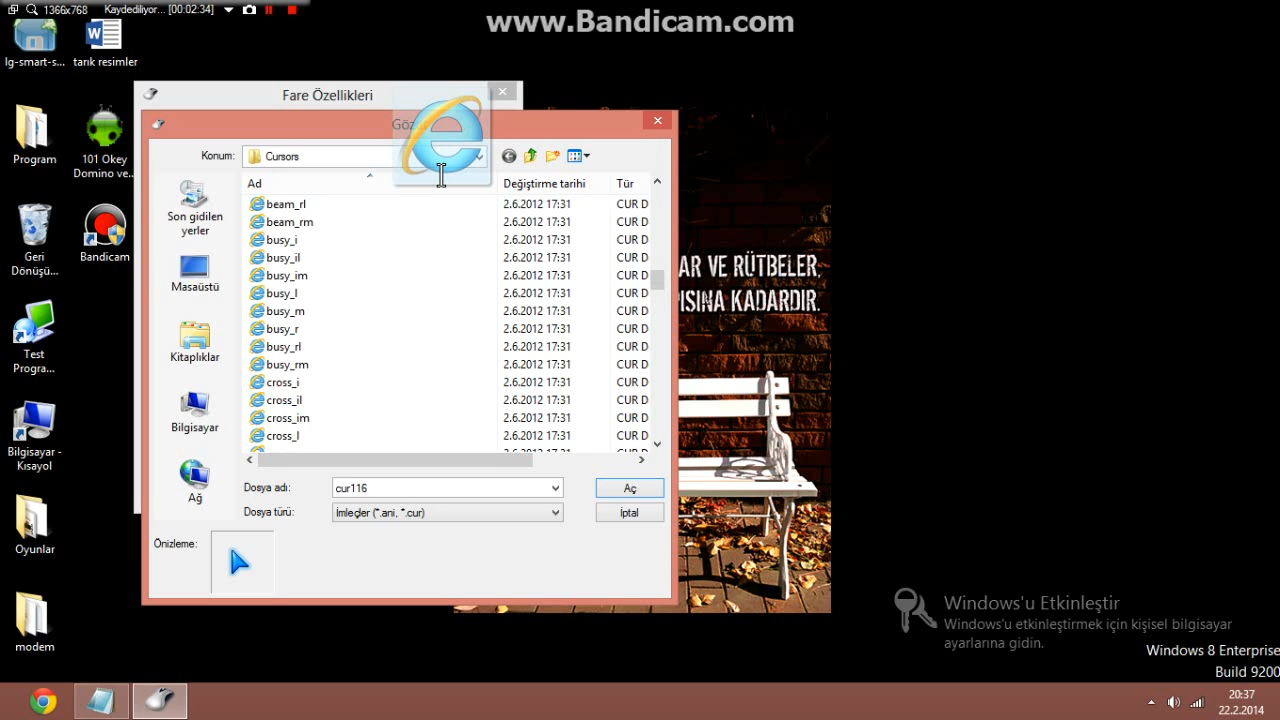 1366x768 Kaydediliyor... [00:02:34]
www.Bandicam.com
lg-smart-s...
tarık resimler
Program
101 Okey
Domino ve..
Geri
Dönüşü...
Bandicam
Test
Progra...
Bilgisayar -
Kısayol
Oyunlar
modem
Fare Özellikleri
Konum:
Cursors
Son gidilen
yerler
Masaüstü
Kitaplıklar
Bilgisayar
Ağ
Ad Değiştirme tarihi Tür
beam_rl 2.6.2012 17:31 CUR D
beam_rm 2.6.2012 17:31 CUR D
busy_i 2.6.2012 17:31 CUR D
busy_il 2.6.2012 17:31 CUR D
busy_im 2.6.2012 17:31 CUR D
busy_l 2.6.2012 17:31 CUR D
busy_m 2.6.2012 17:31 CUR D
busy_r 2.6.2012 17:31 CUR D
busy_rl 2.6.2012 17:31 CUR D
busy_rm 2.6.2012 17:31 CUR D
cross_i 2.6.2012 17:31 CUR D
cross_il 2.6.2012 17:31 CUR D
cross_im 2.6.2012 17:31 CUR D
cross_l 2.6.2012 17:31 CUR D
Dosya adı: cur116 Aç
Dosya türü: İmleçler (*.ani, *.cur) İptal
Önizleme:
AR VE RÜTBELER,
PISINA KADARDIR.
Windows'u Etkinleştir
Windows'u etkinleştirmek için kişisel bilgisayar
ayarlarına gidin.
Windows 8 Enterprise
Build 9200
20:37
22.2.2014